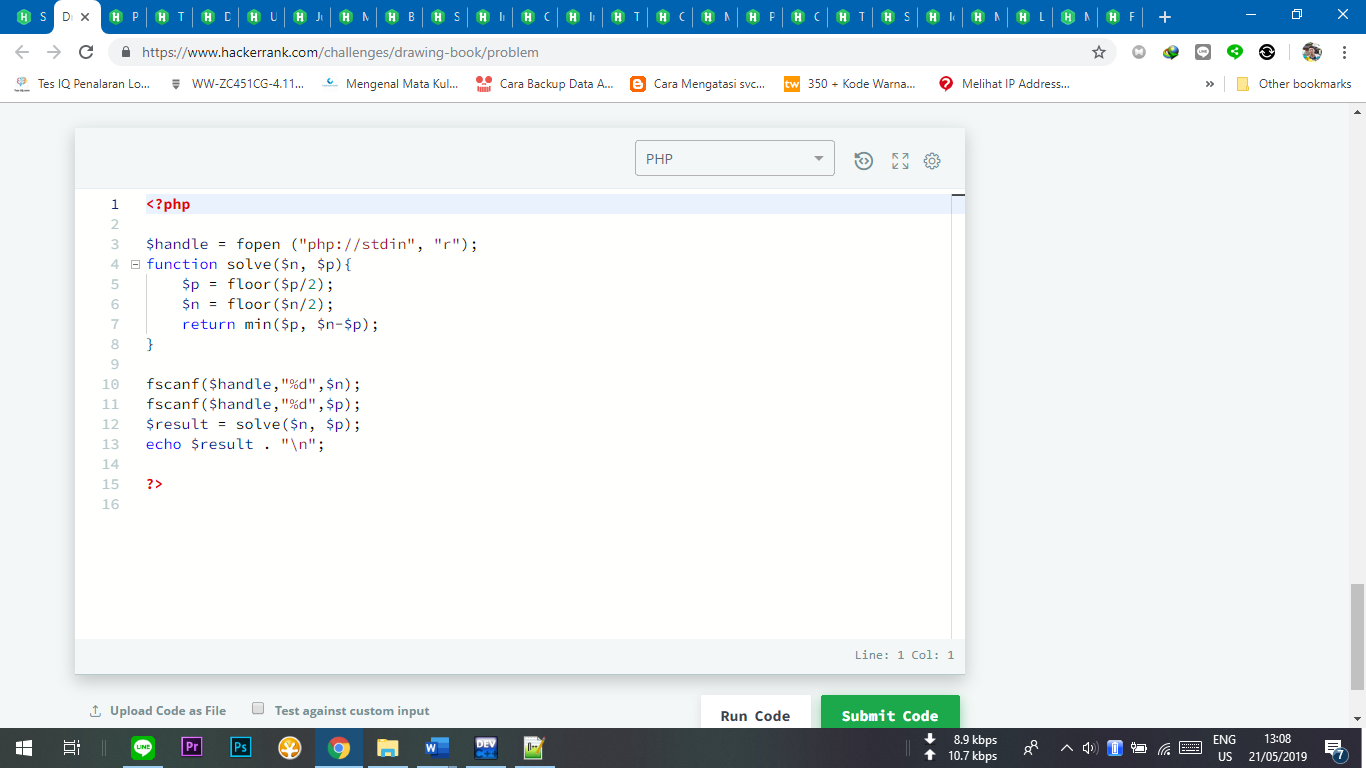 S D P T D U J M B S I C I T C M P C T S I M L M F
https://www.hackerrank.com/challenges/drawing-book/problem
Tes IQ Penalaran Lo... WW-ZC451CG-4.11... Mengenal Mata Kul... Cara Backup Data A... Cara Mengatasi svc... 350 + Kode Warna... Melihat IP Address... » Other bookmarks
PHP
1 <?php
2
3 $handle = fopen ("php://stdin", "r");
4 function solve($n, $p){
5 $p = floor($p/2);
6 $n = floor($n/2);
7 return min($p, $n-$p);
8 }
9
10 fscanf($handle,"%d",$n);
11 fscanf($handle,"%d",$p);
12 $result = solve($n, $p);
13 echo $result . "\n";
14
15 ?>
16
Line: 1 Col: 1
Upload Code as File Test against custom input Run Code Submit Code
LINE Pr Ps W DEV
8.9 kbps
10.7 kbps
ENG
US
13:08
21/05/2019
7